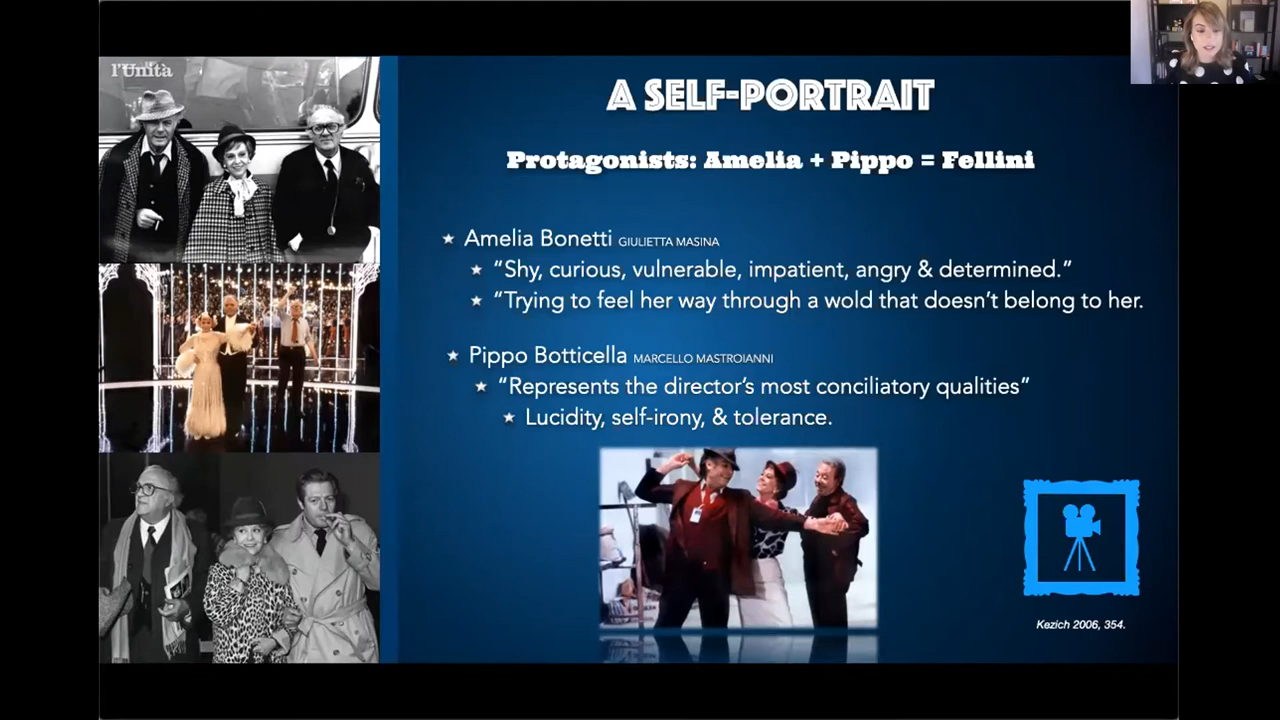 l'Unità
A SELF-PORTRAIT
Protagonists: Amelia + Pippo = Fellini
Amelia Bonetti GIULIETTA MASINA
“Shy, curious, vulnerable, impatient, angry & determined.”
“Trying to feel her way through a wold that doesn’t belong to her.
Pippo Botticella MARCELLO MASTROIANNI
“Represents the director’s most conciliatory qualities”
Lucidity, self-irony, & tolerance.
Kezich 2006, 354.